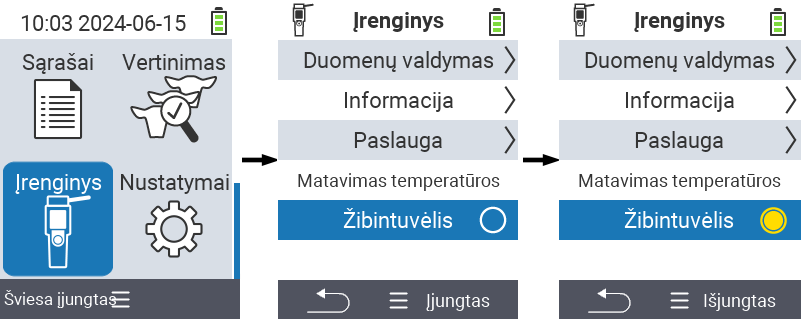 10:03 2024-06-15
Sąrašai Vertinimas
Įrenginys Nustatymai
Šviesa įjungtas
Įrenginys
Duomenų valdymas
Informacija
Paslauga
Matavimas temperatūros
Žibintuvėlis
Įjungtas
Įrenginys
Duomenų valdymas
Informacija
Paslauga
Matavimas temperatūros
Žibintuvėlis
Išjungtas